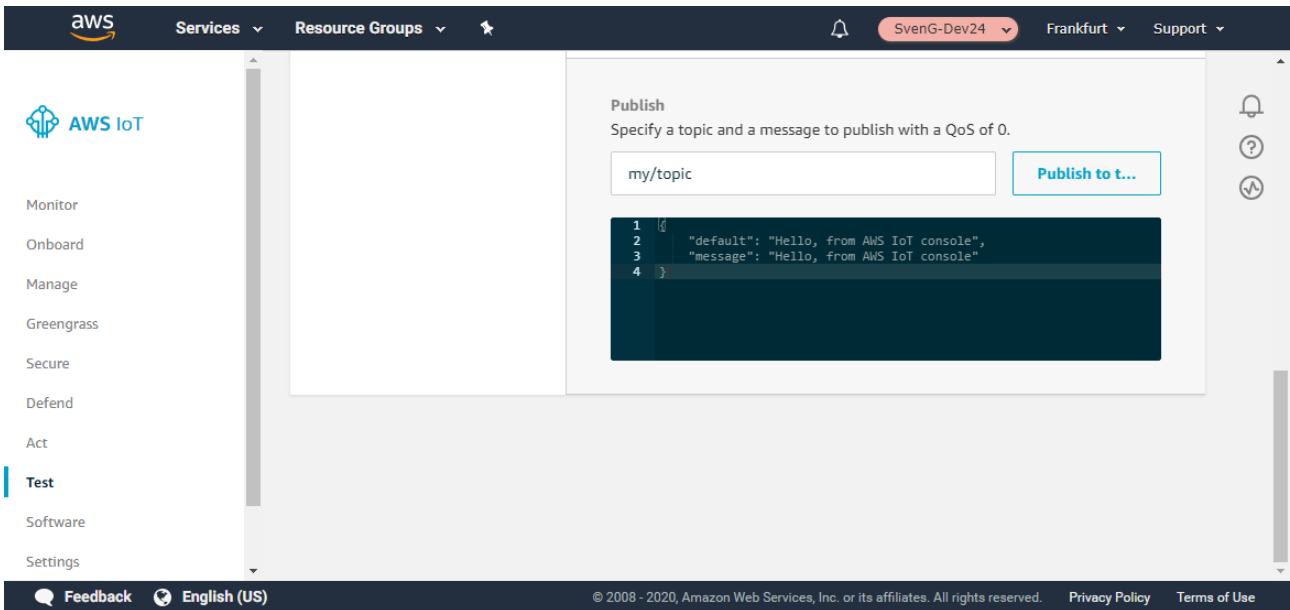 aws Services Resource Groups SvenG-Dev24 Frankfurt Support
AWS IoT
Monitor
Onboard
Manage
Greengrass
Secure
Defend
Act
Test
Software
Settings
Publish
Specify a topic and a message to publish with a QoS of 0.
my/topic Publish to t...
1 {
2 "default": "Hello, from AWS IoT console",
3 "message": "Hello, from AWS IoT console"
4 }
Feedback English (US) © 2008 - 2020, Amazon Web Services, Inc. or its affiliates. All rights reserved. Privacy Policy Terms of Use